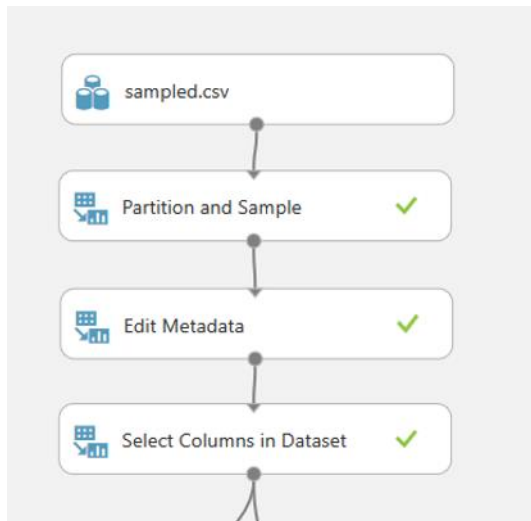 sampled.csv
Partition and Sample
Edit Metadata
Select Columns in Dataset